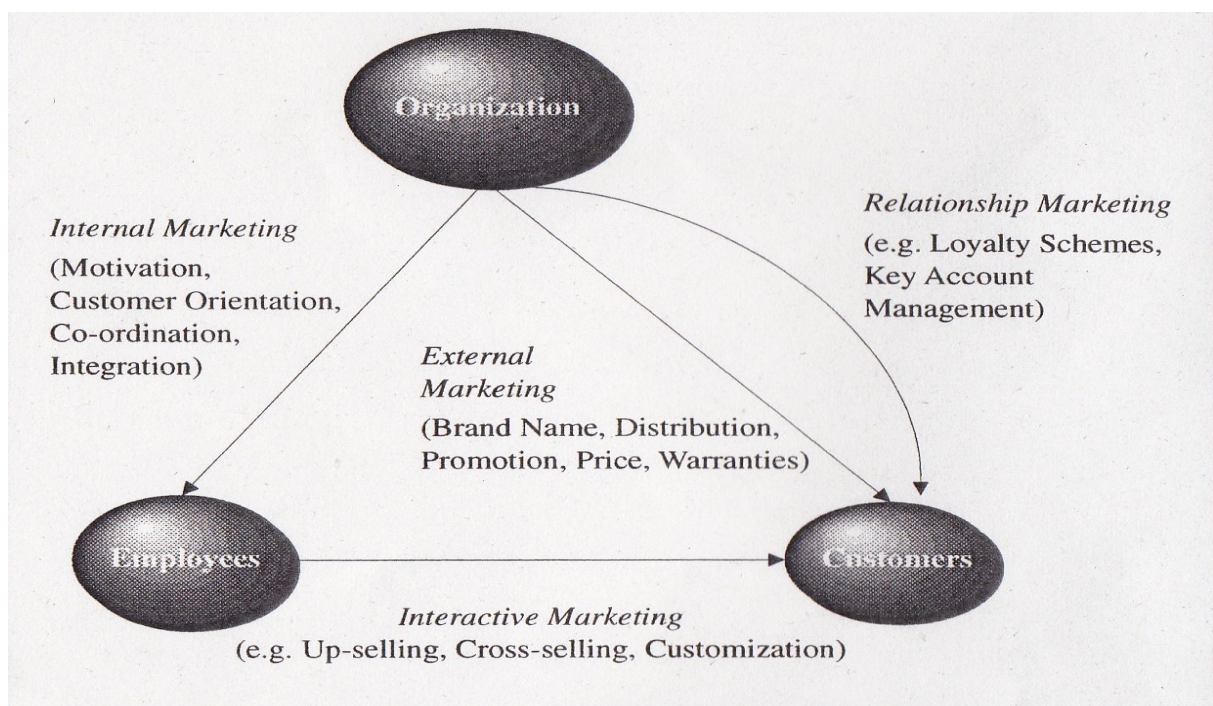 Organization
Relationship Marketing
(e.g. Loyalty Schemes,
Key Account
Management)
Internal Marketing
(Motivation,
Customer Orientation,
Co-ordination,
Integration)
External
Marketing
(Brand Name, Distribution,
Promotion, Price, Warranties)
Employees
Customers
Interactive Marketing
(e.g. Up-selling, Cross-selling, Customization)